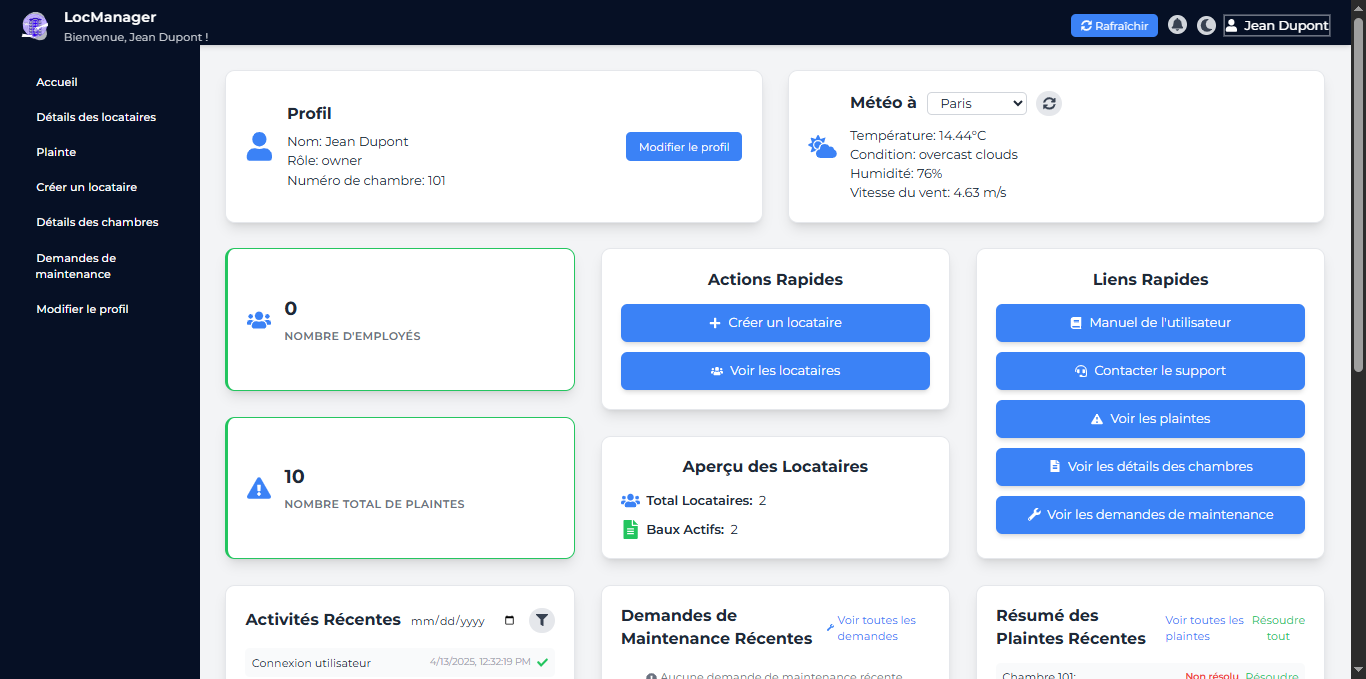 LocManager
Bienvenue, Jean Dupont !
Rafraîchir
Jean Dupont
Accueil
Détails des locataires
Plainte
Créer un locataire
Détails des chambres
Demandes de
maintenance
Modifier le profil
Profil
Nom: Jean Dupont
Rôle: owner
Numéro de chambre: 101
Modifier le profil
Météo à
Paris
Température: 14.44°C
Condition: overcast clouds
Humidité: 76%
Vitesse du vent: 4.63 m/s
0
NOMBRE D'EMPLOYÉS
10
NOMBRE TOTAL DE PLAINTES
Actions Rapides
Créer un locataire
Voir les locataires
Aperçu des Locataires
Total Locataires: 2
Baux Actifs: 2
Liens Rapides
Manuel de l'utilisateur
Contacter le support
Voir les plaintes
Voir les détails des chambres
Voir les demandes de maintenance
Activités Récentes
mm/dd/yyyy
Connexion utilisateur
4/13/2025, 12:32:19 PM
Demandes de
Maintenance Récentes
Voir toutes les
demandes
Aucune demande de maintenance récente
Résumé des
Plaintes Récentes
Voir toutes les
plaintes
Résoudre
tout
Chambre 101:
Non résolu
Résoudre